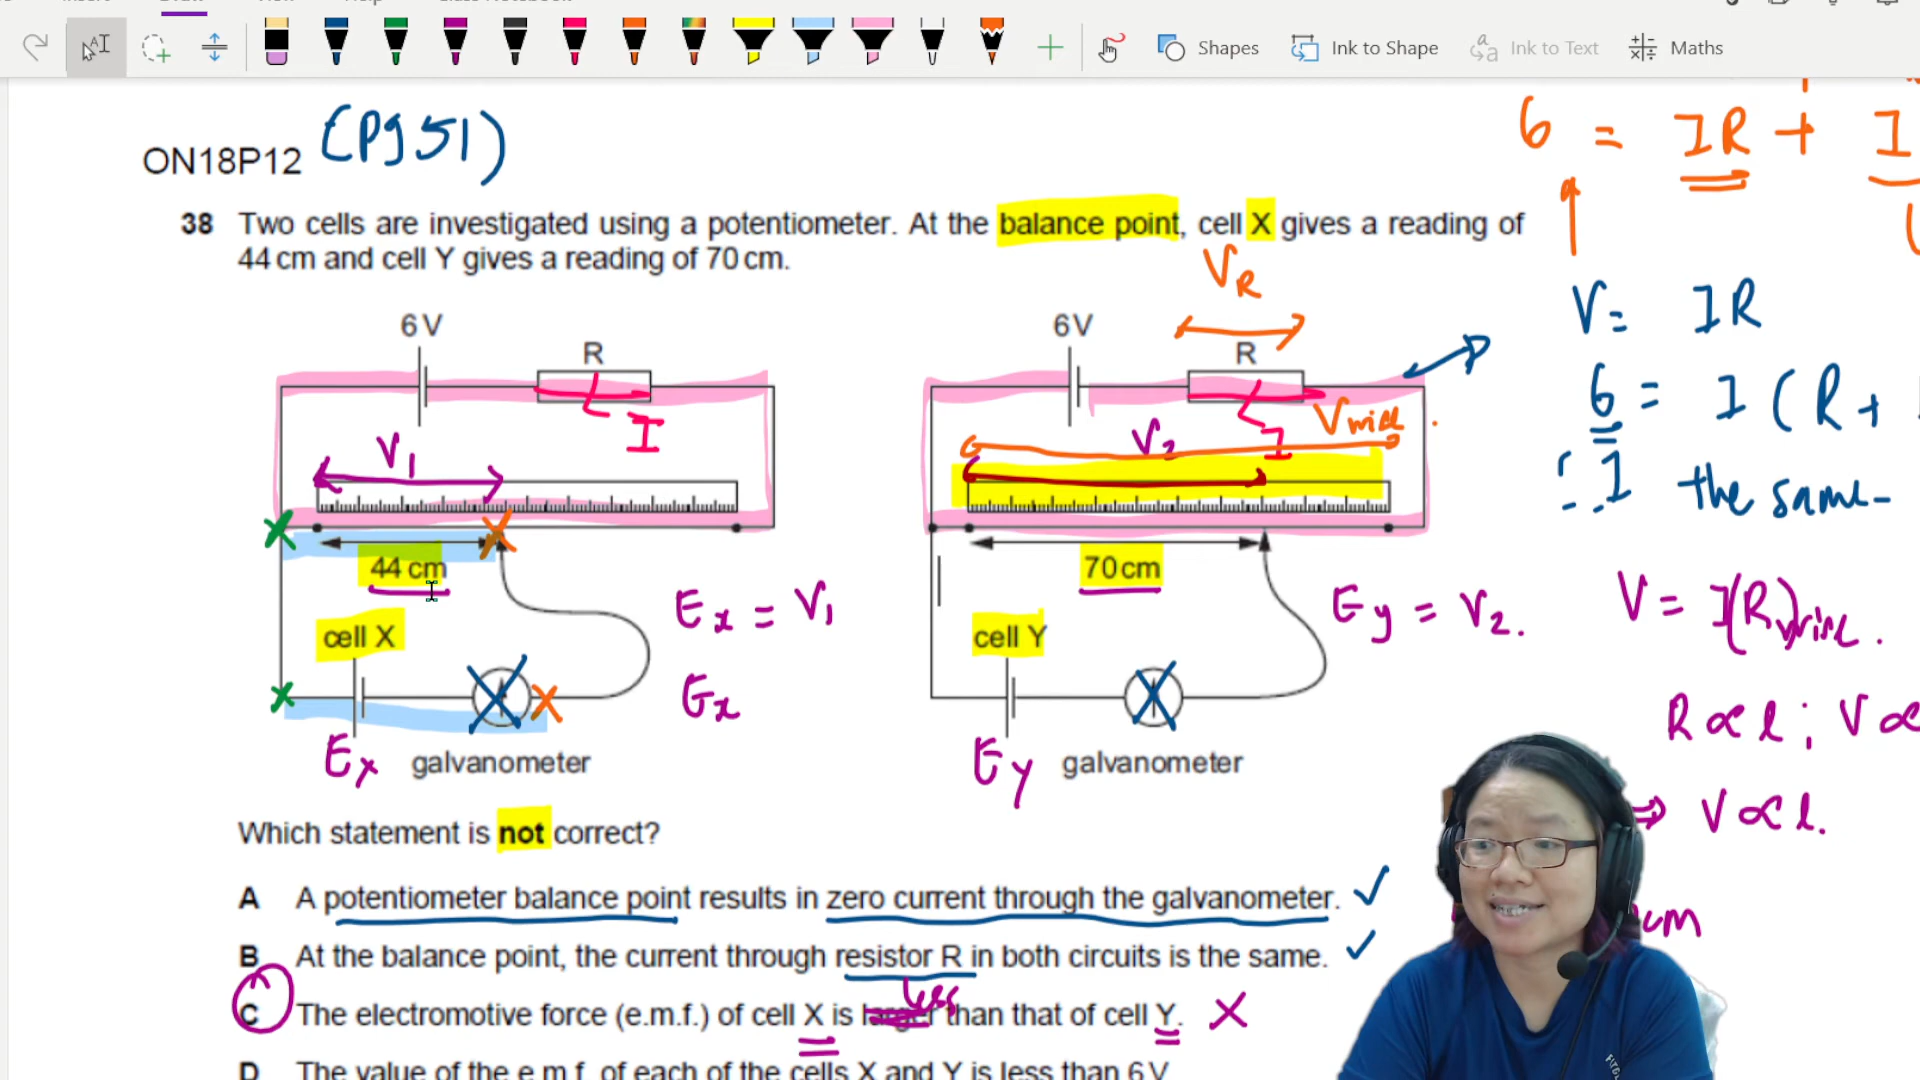 Shapes
Ink to Shape
Ink to Text
Maths
ON18P12 (Pg 51)
6 = IR + I
38 Two cells are investigated using a potentiometer. At the balance point, cell X gives a reading of
44 cm and cell Y gives a reading of 70 cm.
VR
V = IR
6 V
R
6 V
R
6 = I (R +
I
Vwire
V1
V2
I
∴ I the same
44 cm
70 cm
Ex = V1
Ey = V2.
V = I(R)wire.
cell X
cell Y
Ex
R ∝ l ; V ∝
Ex galvanometer
Ey galvanometer
⇒ V ∝ l.
Which statement is not correct?
A A potentiometer balance point results in zero current through the galvanometer. ✓
cm
B At the balance point, the current through resistor R in both circuits is the same. ✓
less
C The electromotive force (e.m.f.) of cell X is larger than that of cell Y. X
D The value of the e.m.f. of each of the cells X and Y is less than 6 V